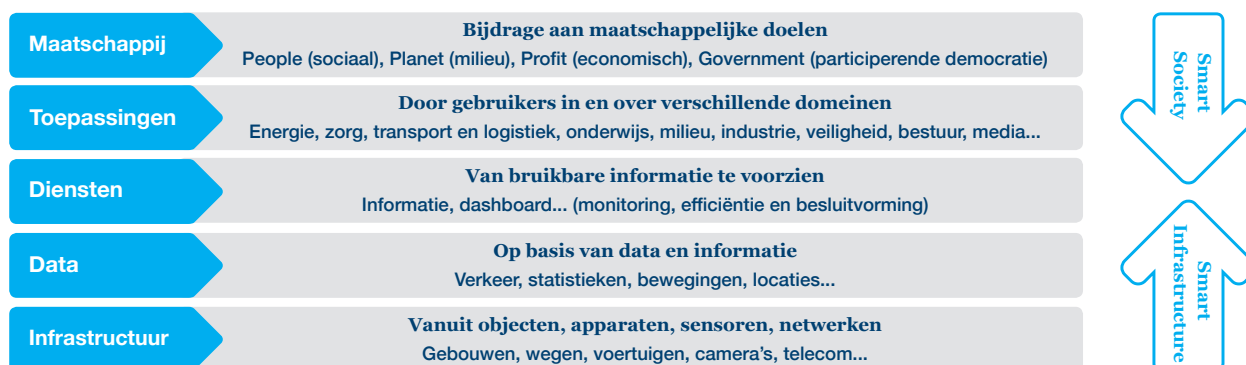 Maatschappij
Bijdrage aan maatschappelijke doelen
People (sociaal), Planet (milieu), Profit (economisch), Government (participerende democratie)
Toepassingen
Door gebruikers in en over verschillende domeinen
Energie, zorg, transport en logistiek, onderwijs, milieu, industrie, veiligheid, bestuur, media...
Diensten
Van bruikbare informatie te voorzien
Informatie, dashboard... (monitoring, efficiëntie en besluitvorming)
Data
Op basis van data en informatie
Verkeer, statistieken, bewegingen, locaties...
Infrastructuur
Vanuit objecten, apparaten, sensoren, netwerken
Gebouwen, wegen, voertuigen, camera’s, telecom...
Smart
Society
Smart
Infrastructure